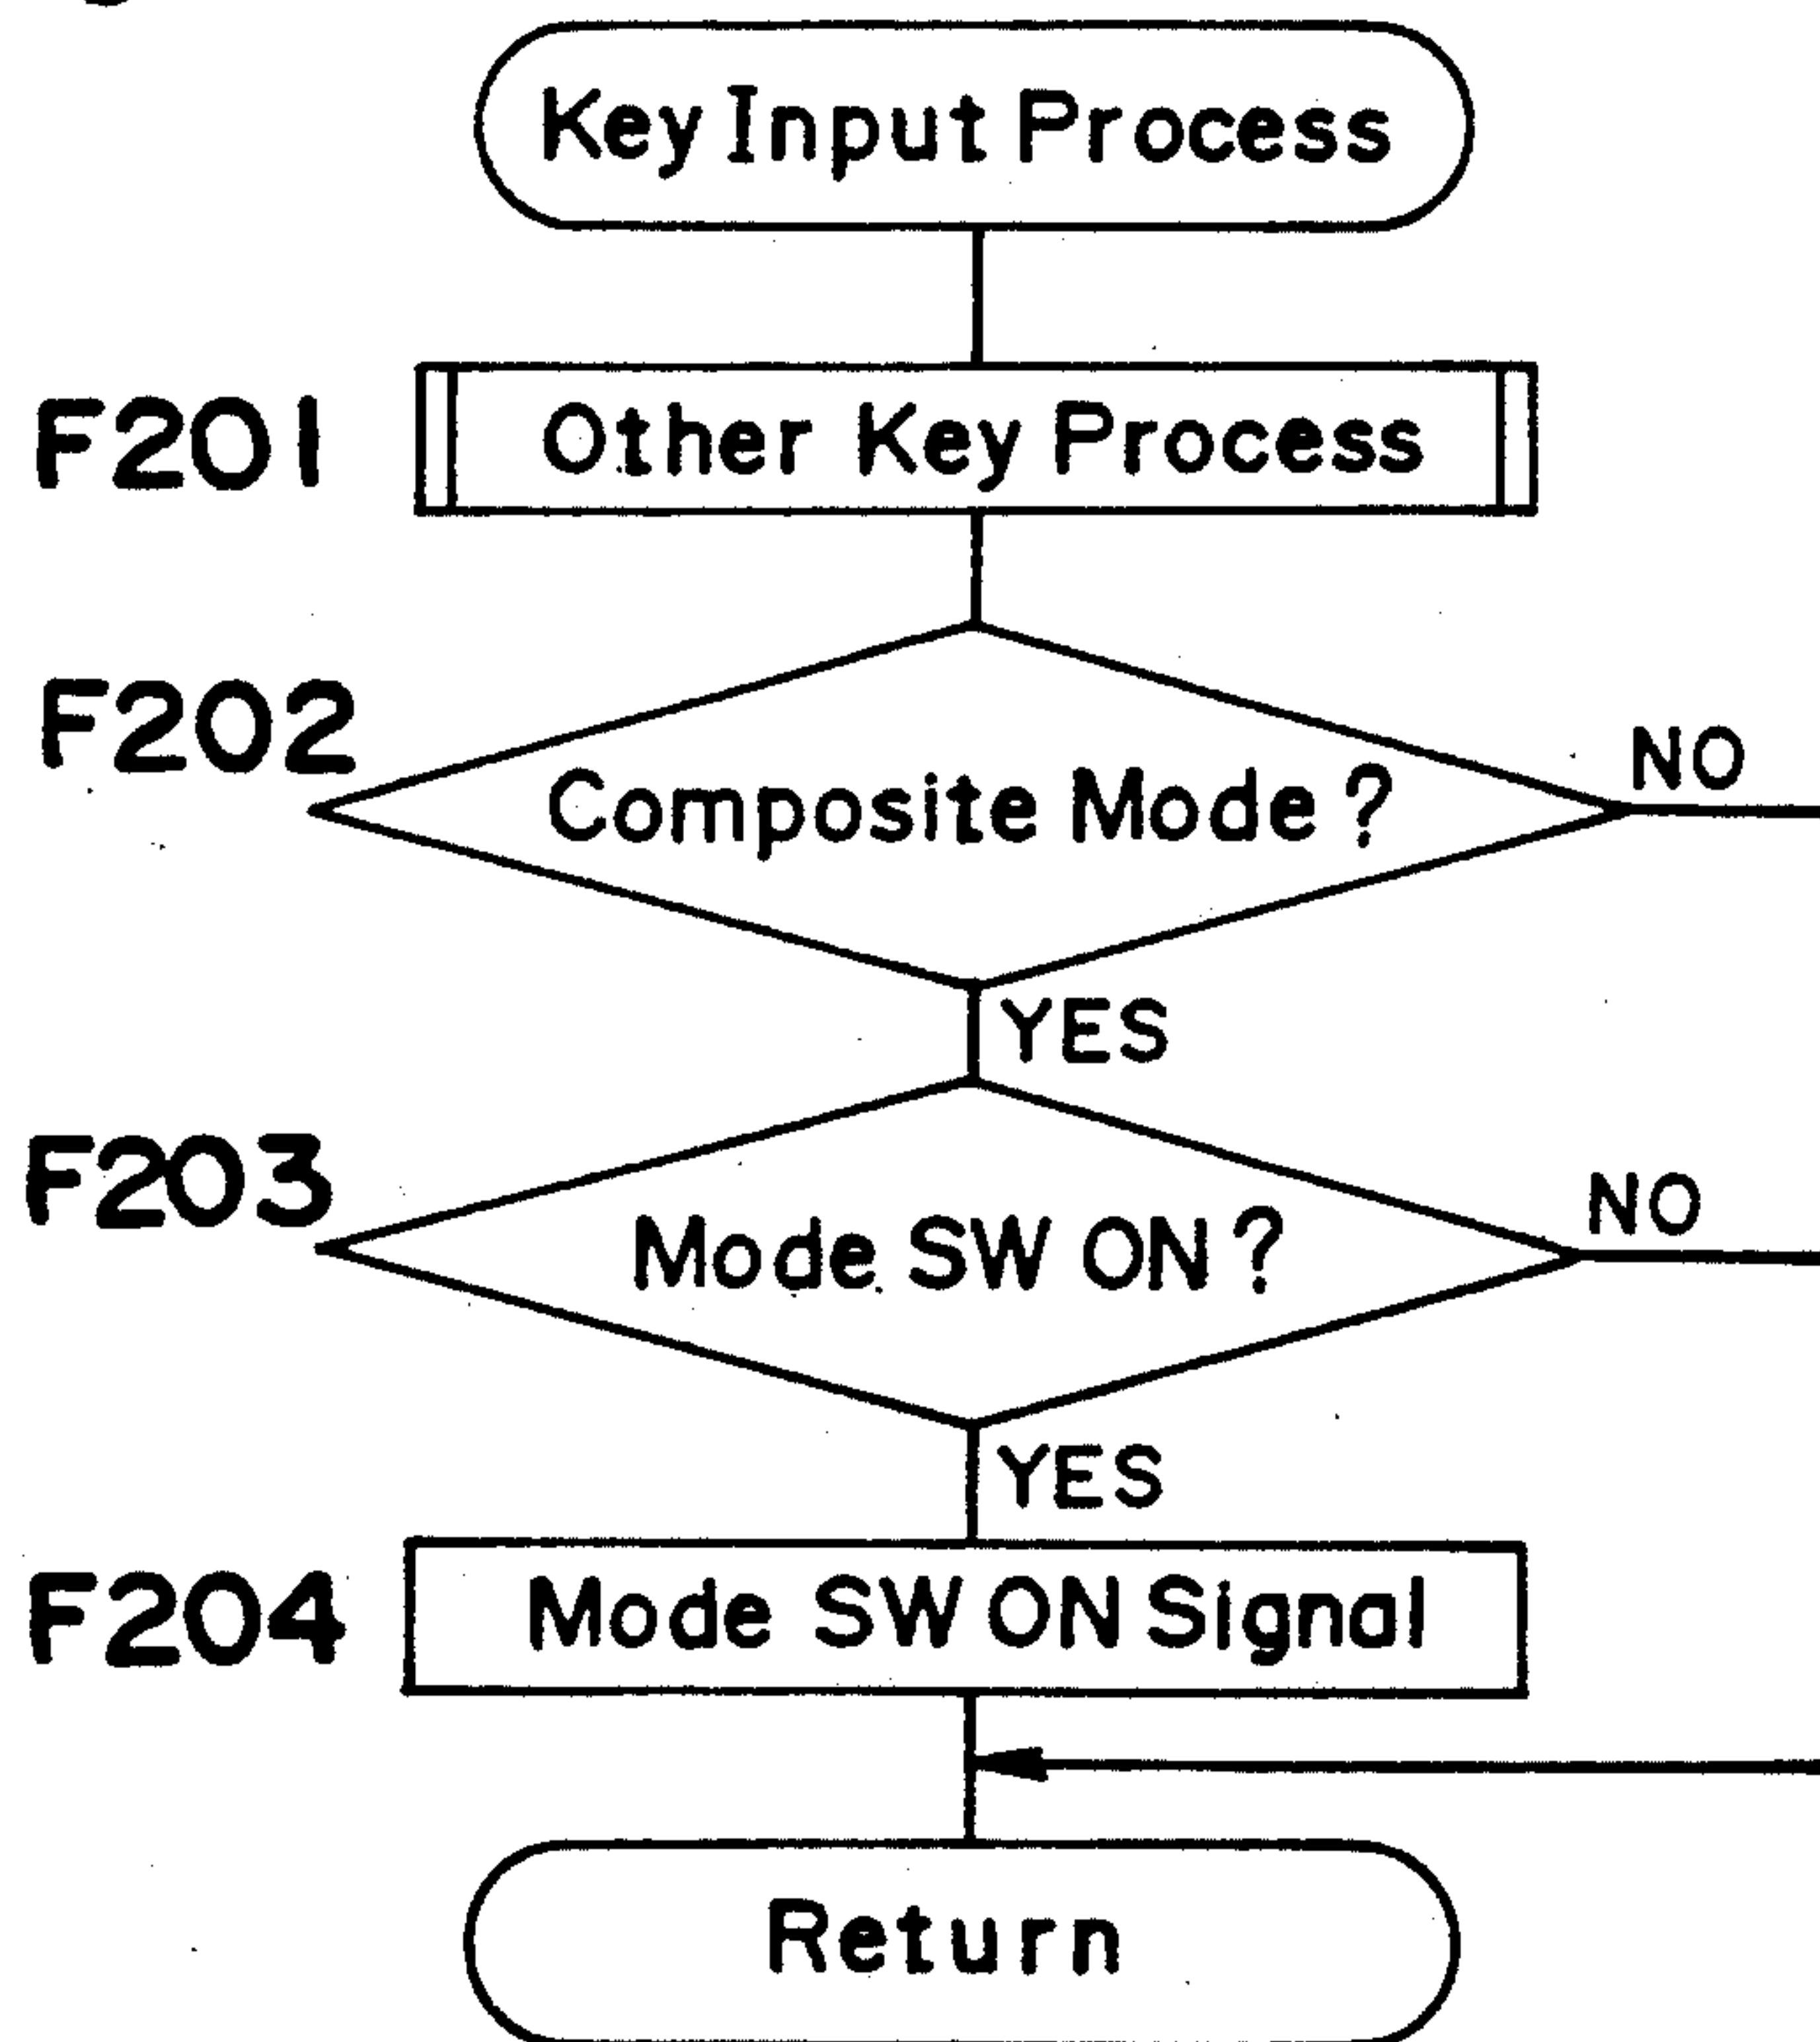 Key Input Process
F201
Other Key Process
F202
Composite Mode ?
NO
YES
F203
Mode SW ON ?
NO
YES
F204
Mode SW ON Signal
Return